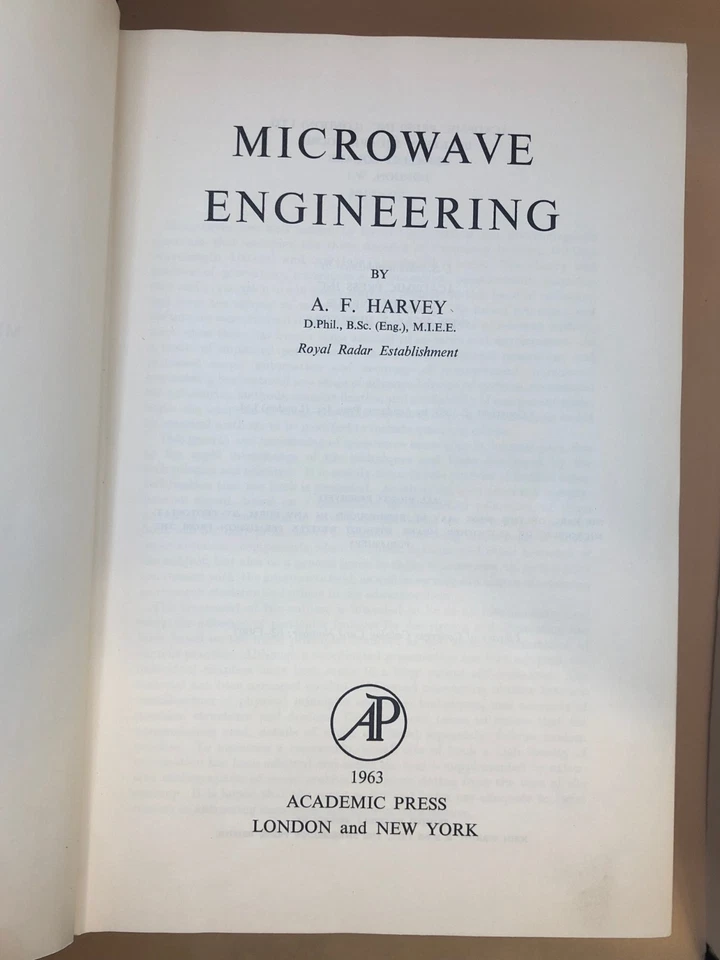 MICROWAVE
ENGINEERING
BY
A. F. HARVEY
D.Phil., B.Sc. (Eng.), M.I.E.E.
Royal Radar Establishment
AP
1963
ACADEMIC PRESS
LONDON and NEW YORK